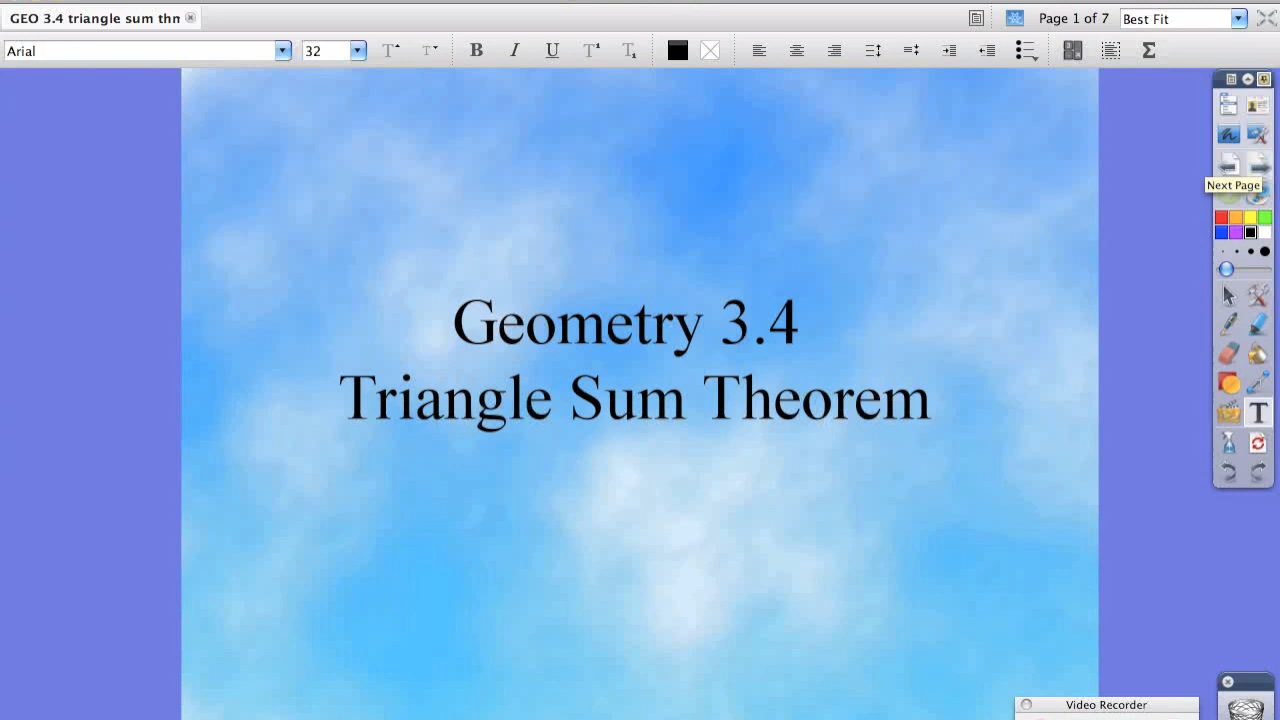 GEO 3.4 triangle sum thm
Page 1 of 7
Best Fit
Arial
32
B
I
U
T
T
T
T
Σ
Next Page
Geometry 3.4
Triangle Sum Theorem
T
Video Recorder